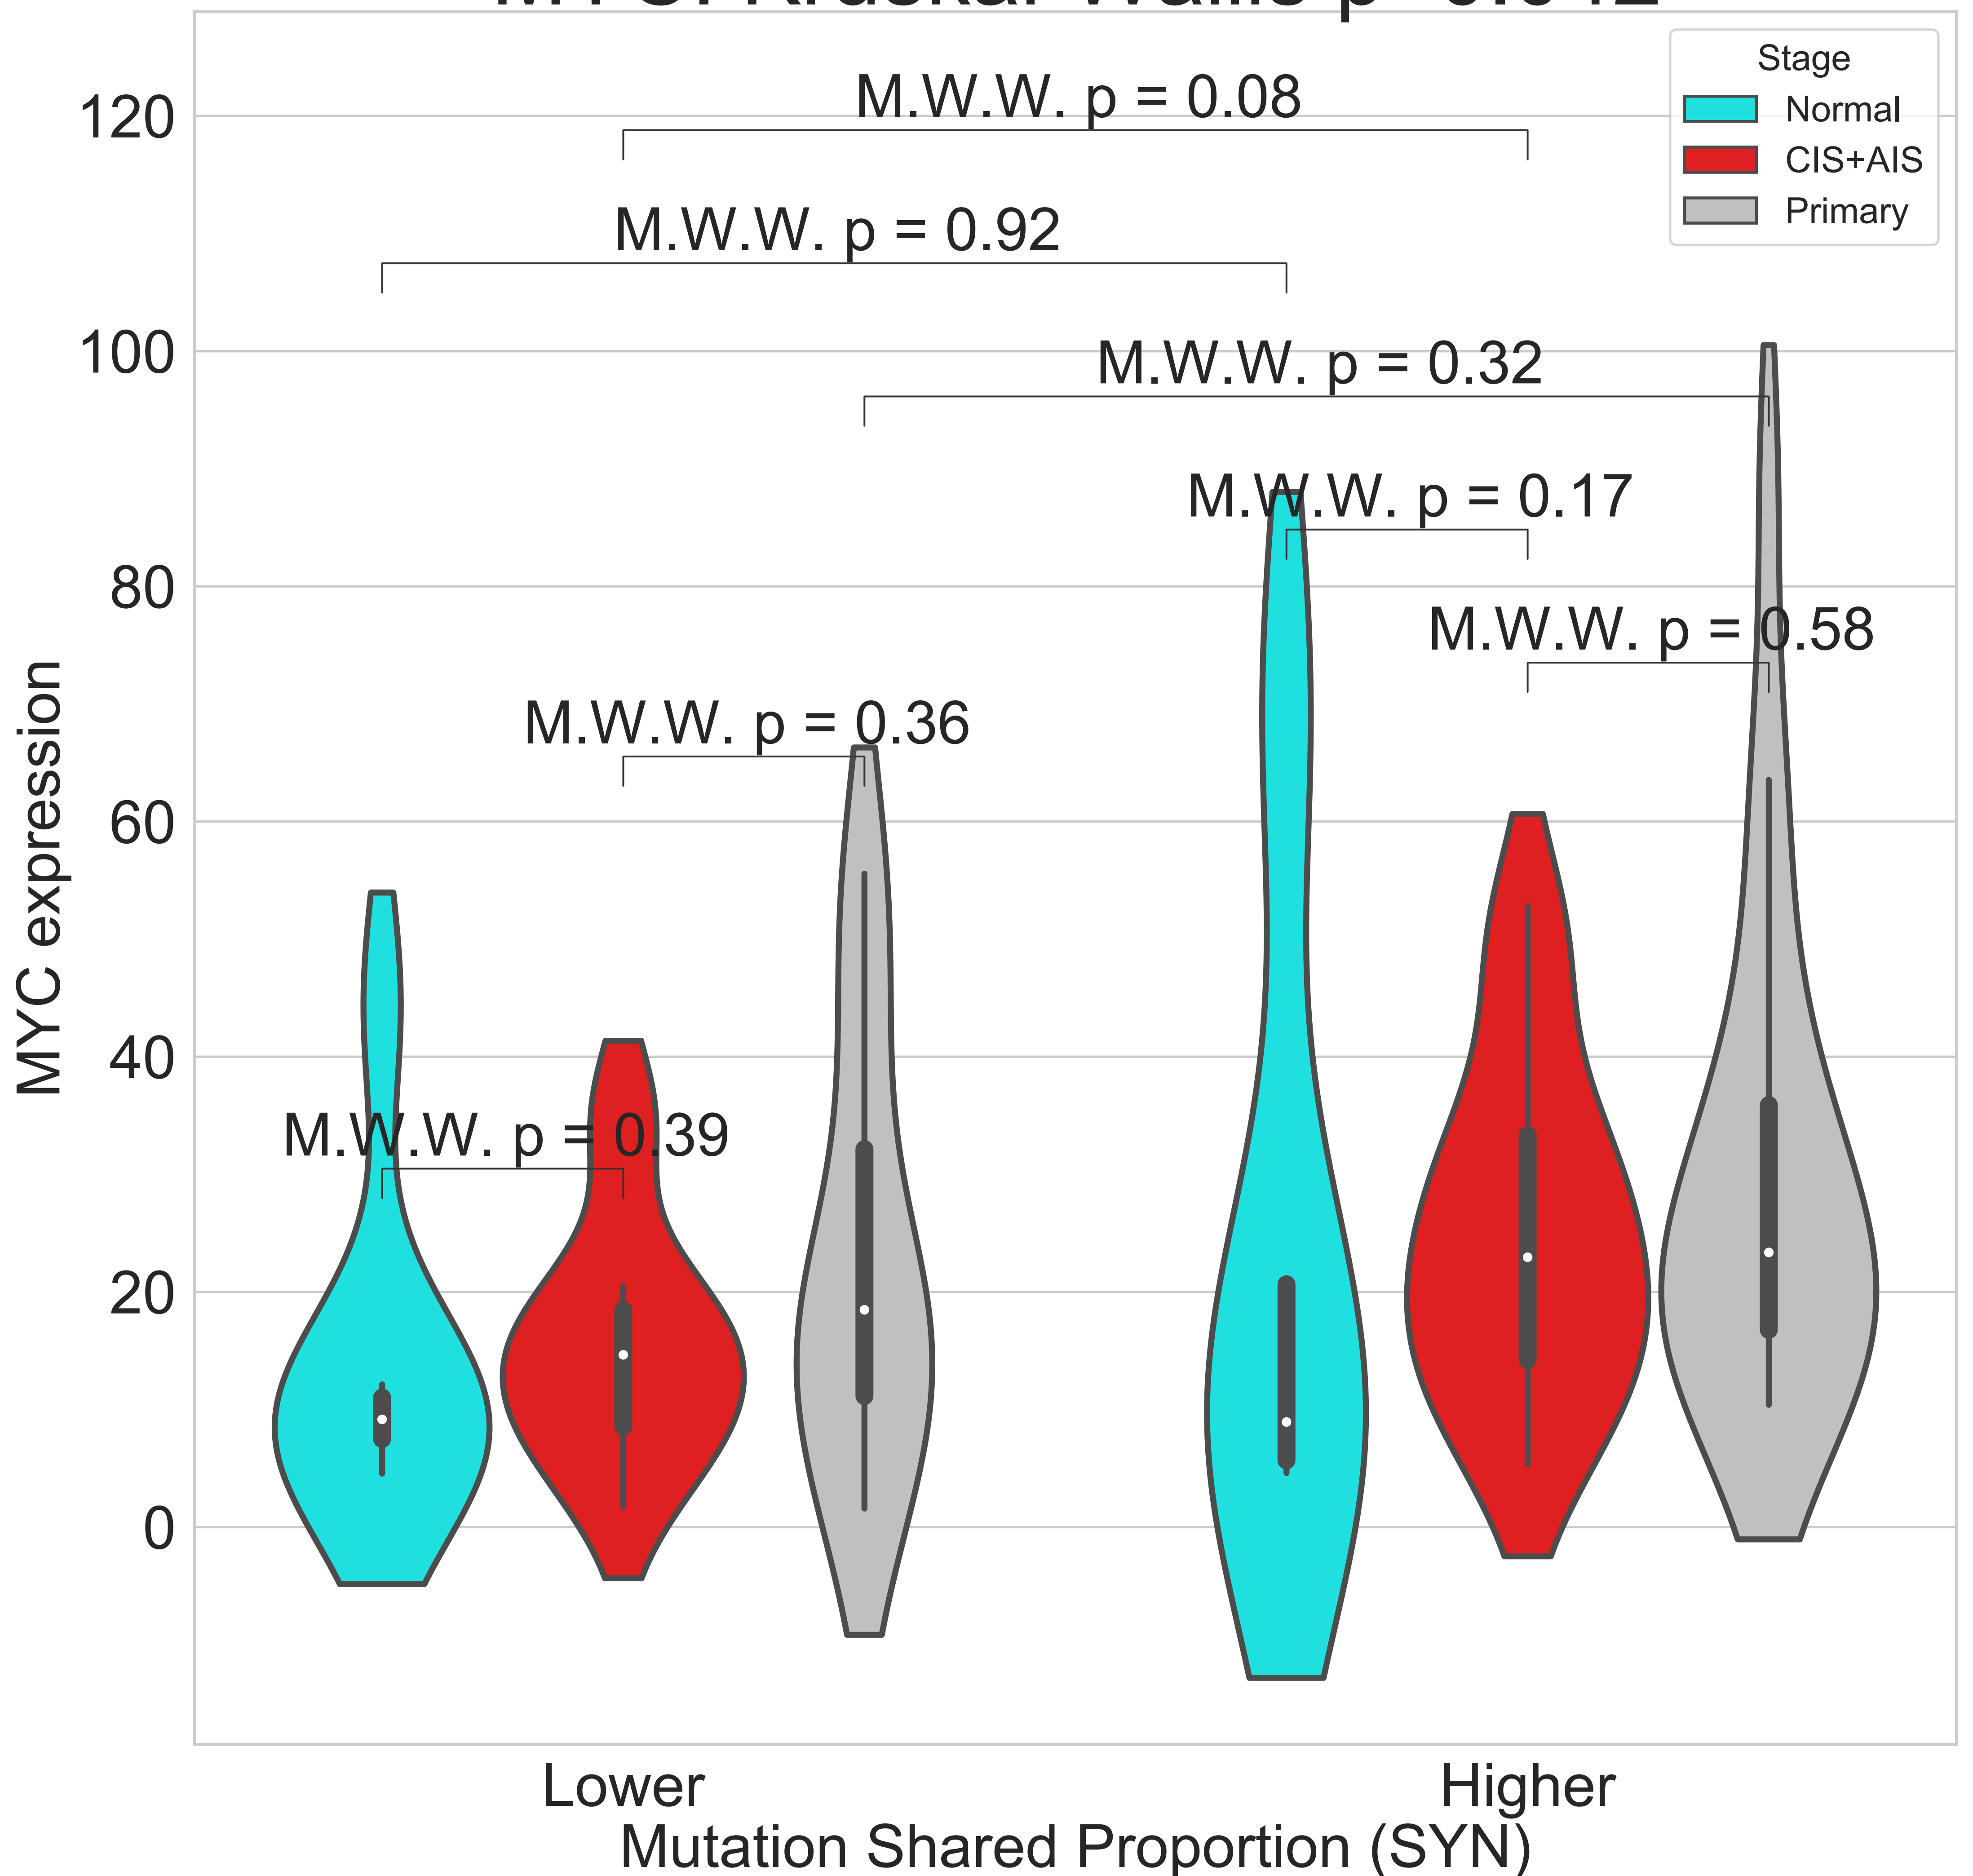 Stage
Normal
CIS+AIS
Primary
M.W.W. p = 0.08
M.W.W. p = 0.92
M.W.W. p = 0.32
M.W.W. p = 0.17
M.W.W. p = 0.58
M.W.W. p = 0.36
M.W.W. p = 0.39
120
100
80
60
40
20
0
MYC expression
Lower
Higher
Mutation Shared Proportion (SYN)